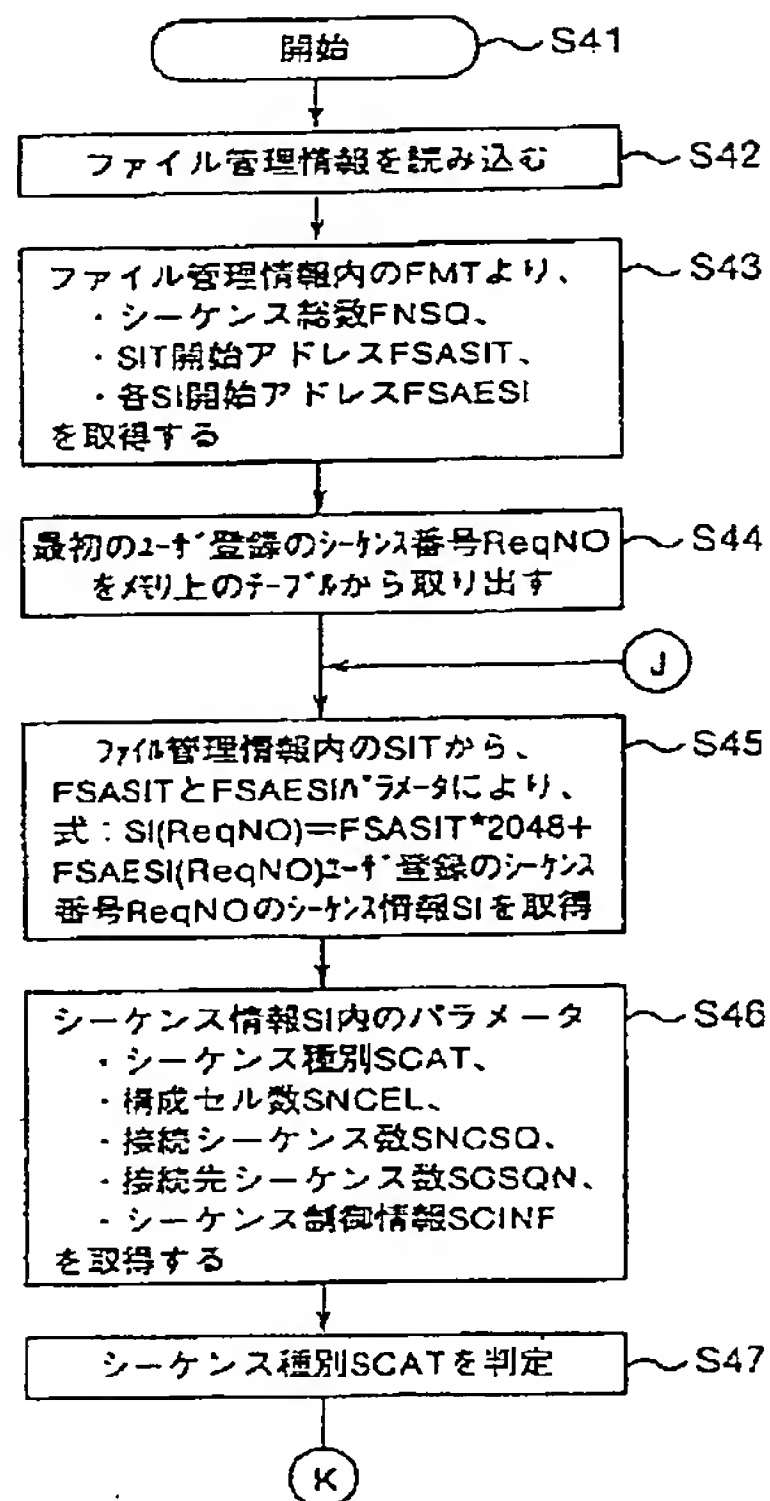 開始
S41
ファイル管理情報を読み込む
S42
ファイル管理情報内のFMTより、
・シーケンス総数FNSQ、
・SIT開始アドレスFSASIT、
・各SI開始アドレスFSAESI
を取得する
S43
最初のユーザ登録のシーケンス番号ReqNO
をメモリ上のテーブルから取り出す
S44
J
ファイル管理情報内のSITから、
FSASITとFSAESIパラメータにより、
式：SI(ReqNO)＝FSASIT*2048+
FSAESI(ReqNO)ユーザ登録のシーケンス
番号ReqNOのシーケンス情報SIを取得
S45
シーケンス情報SI内のパラメータ
・シーケンス種別SCAT、
・構成セル数SNCEL、
・接続シーケンス数SNCSQ、
・接続先シーケンス数SCSQN、
・シーケンス制御情報SCINF
を取得する
S46
シーケンス種別SCATを判定
S47
K